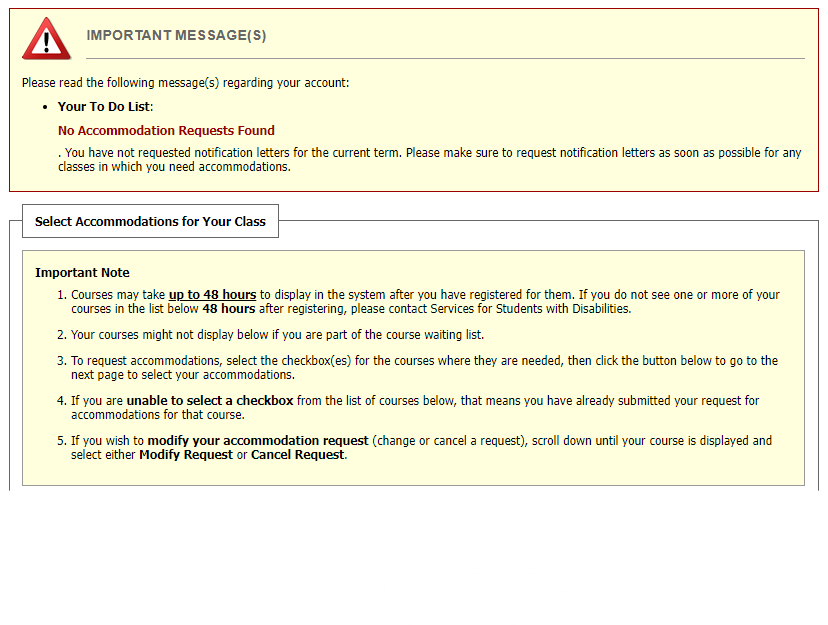 IMPORTANT MESSAGE(S)
Please read the following message(s) regarding your account:
• Your To Do List:
No Accommodation Requests Found
. You have not requested notification letters for the current term. Please make sure to request notification letters as soon as possible for any
classes in which you need accommodations.
Select Accommodations for Your Class
Important Note
1. Courses may take up to 48 hours to display in the system after you have registered for them. If you do not see one or more of your
courses in the list below 48 hours after registering, please contact Services for Students with Disabilities.
2. Your courses might not display below if you are part of the course waiting list.
3. To request accommodations, select the checkbox(es) for the courses where they are needed, then click the button below to go to the
next page to select your accommodations.
4. If you are unable to select a checkbox from the list of courses below, that means you have already submitted your request for
accommodations for that course.
5. If you wish to modify your accommodation request (change or cancel a request), scroll down until your course is displayed and
select either Modify Request or Cancel Request.